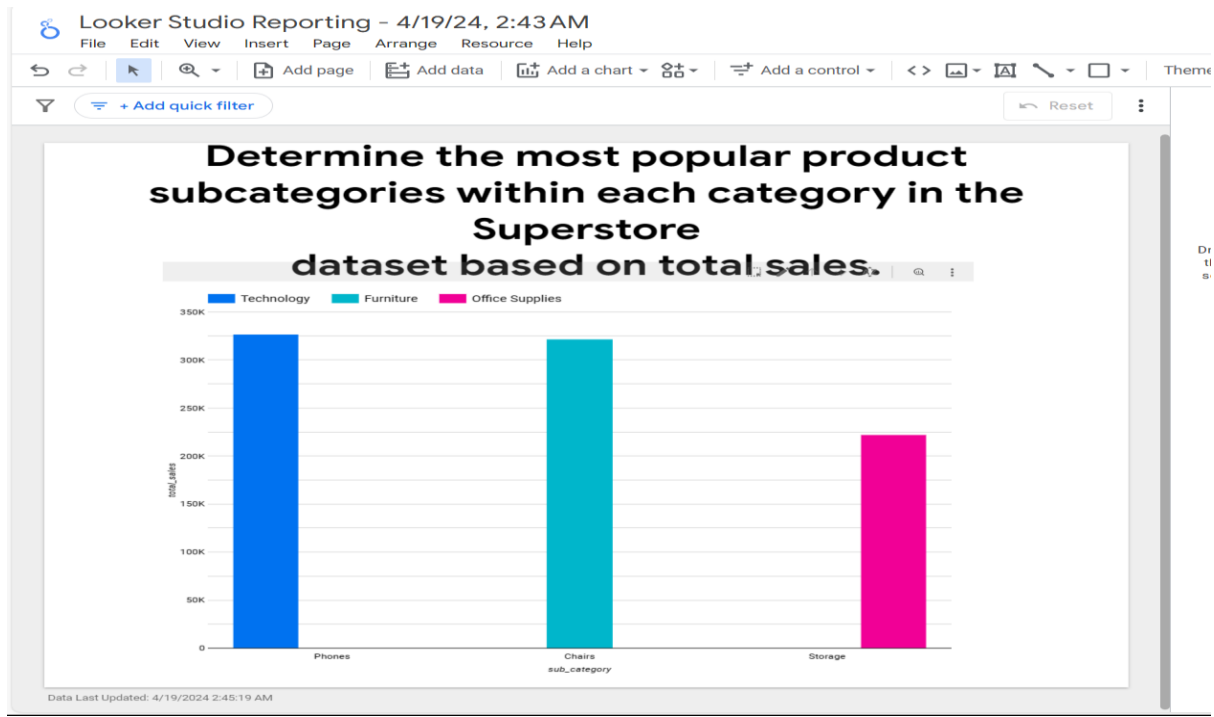 Looker Studio Reporting - 4/19/24, 2:43 AM
File Edit View Insert Page Arrange Resource Help
Add page Add data Add a chart Add a control Theme
+ Add quick filter Reset
Determine the most popular product
subcategories within each category in the
Superstore
dataset based on total sales.
Technology Furniture Office Supplies
350K
300K
250K
200K
150K
100K
50K
0
total_sales
Phones Chairs Storage
sub_category
Data Last Updated: 4/19/2024 2:45:19 AM